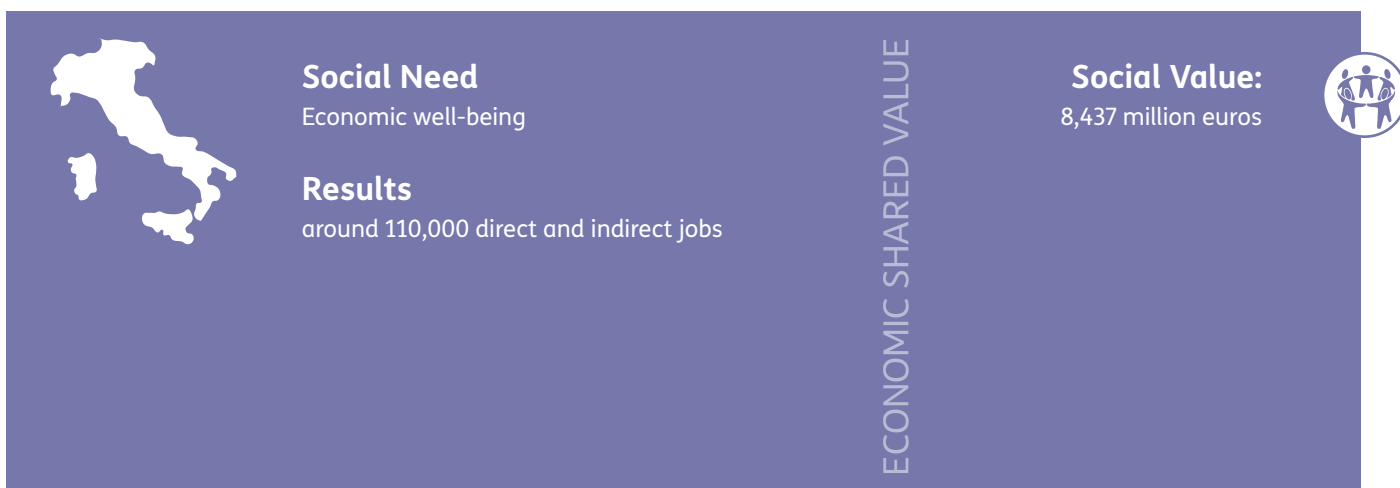 Social Need
Economic well-being
Results
around 110,000 direct and indirect jobs
ECONOMIC SHARED VALUE
Social Value:
8,437 million euros